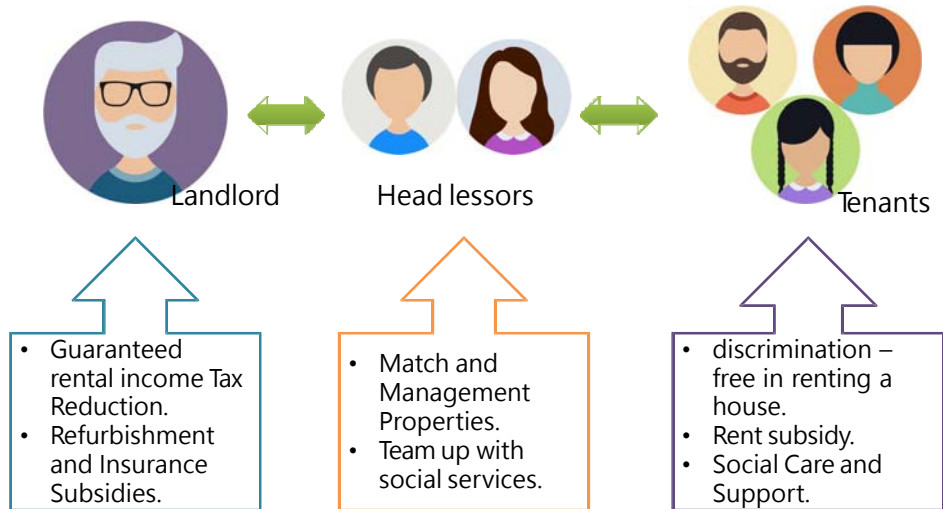 Landlord
Head lessors
Tenants
• Guaranteed
rental income Tax
Reduction.
• Refurbishment
and Insurance
Subsidies.
• Match and
Management
Properties.
• Team up with
social services.
• discrimination –
free in renting a
house.
• Rent subsidy.
• Social Care and
Support.